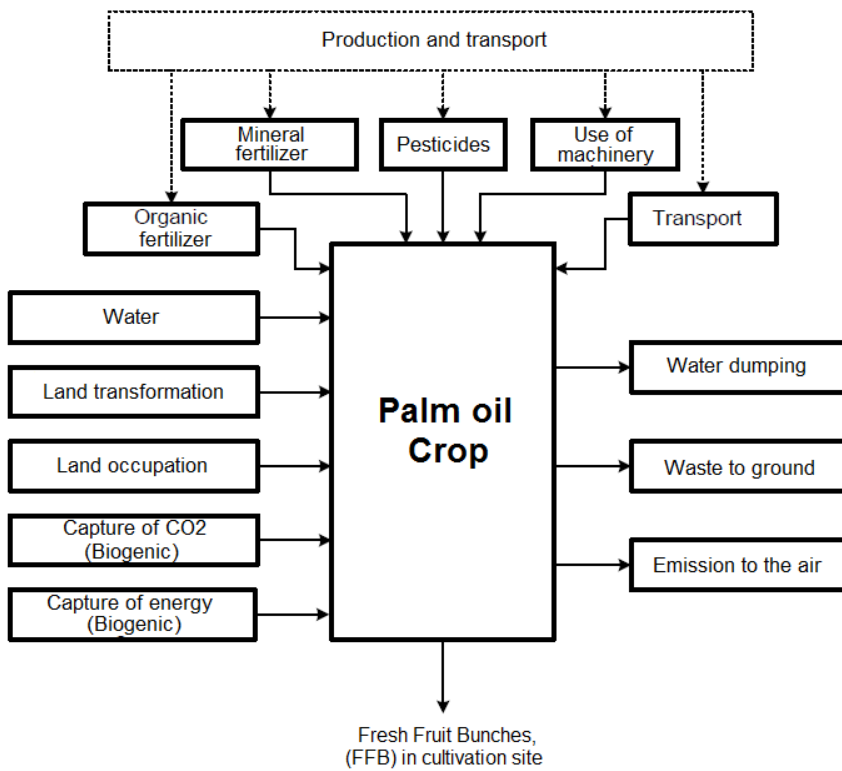 Production and transport
Mineral
fertilizer
Pesticides
Use of
machinery
Organic
fertilizer
Transport
Water
Land transformation
Land occupation
Capture of CO2
(Biogenic)
Capture of energy
(Biogenic)
Palm oil
Crop
Water dumping
Waste to ground
Emission to the air
Fresh Fruit Bunches,
(FFB) in cultivation site